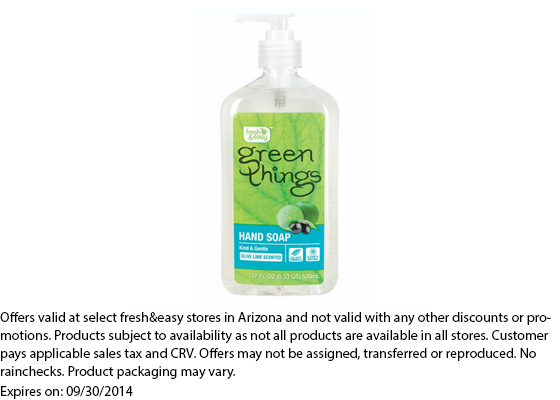 fresh
&easy
green
things
HAND SOAP
Kind & Gentle
OLIVE LIME SCENTED
17 FL OZ (0.53 QT) 500mL
Offers valid at select fresh&easy stores in Arizona and not valid with any other discounts or pro-
motions. Products subject to availability as not all products are available in all stores. Customer
pays applicable sales tax and CRV. Offers may not be assigned, transferred or reproduced. No
rainchecks. Product packaging may vary.
Expires on: 09/30/2014